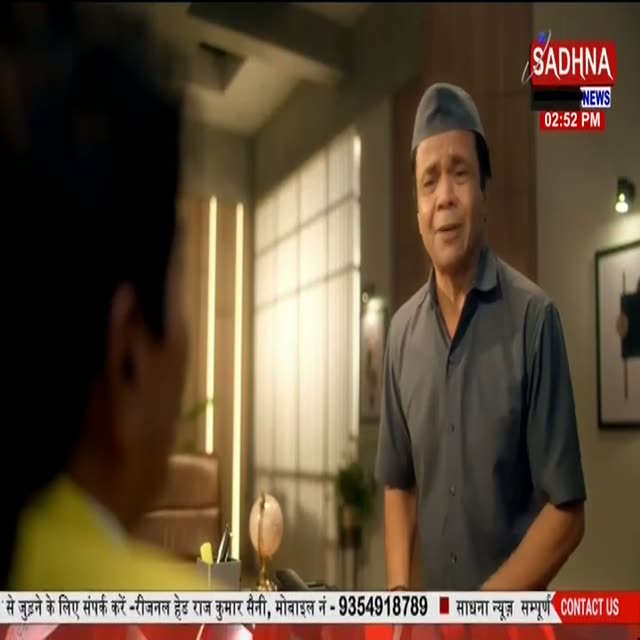 SADHNA
NEWS
02:52 PM
से जुड़ने के लिए संपर्क करें -रीजनल हेड राज कुमार सैनी, मोबाइल नं - 9354918789 ■ साधना न्यूज़ सम्पूर्ण
CONTACT US